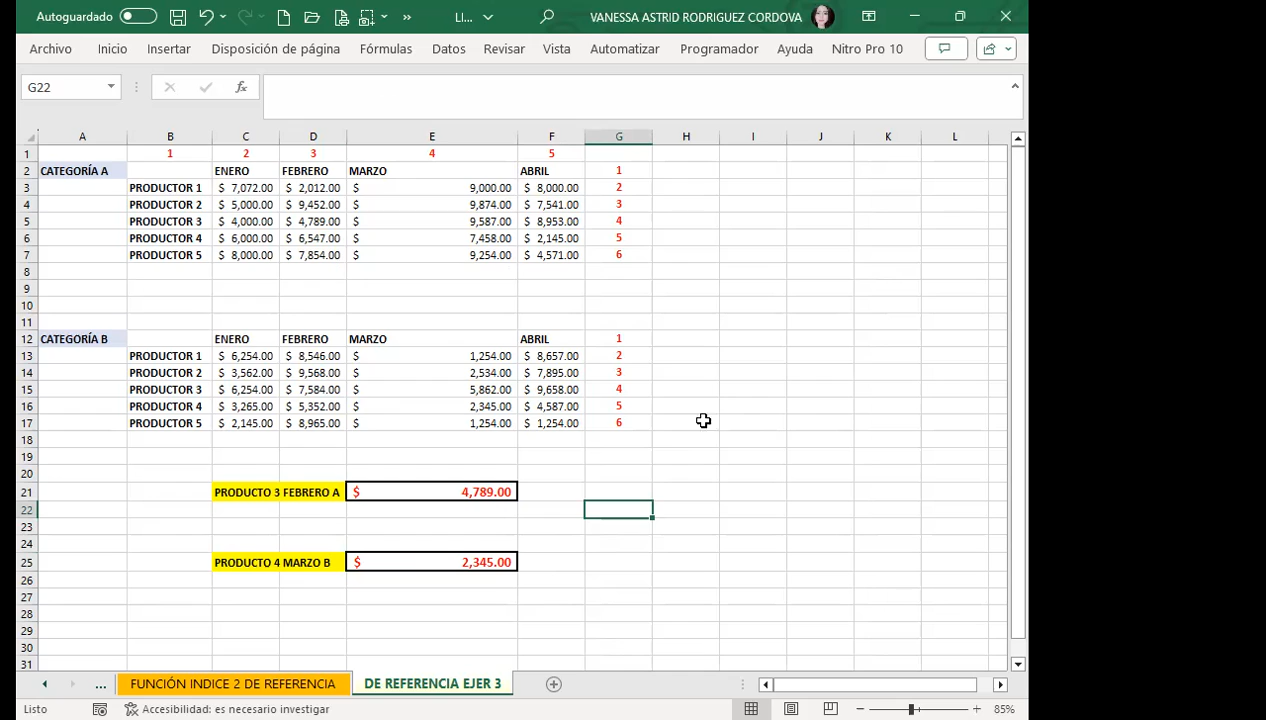 Autoguardado LI... VANESSA ASTRID RODRIGUEZ CORDOVA
Archivo Inicio Insertar Disposición de página Fórmulas Datos Revisar Vista Automatizar Programador Ayuda Nitro Pro 10
G22 fx
A B C D E F G H I J K L
1 1 2 3 4 5
2 CATEGORÍA A ENERO FEBRERO MARZO ABRIL 1
3 PRODUCTOR 1 $ 7,072.00 $ 2,012.00 $ 9,000.00 $ 8,000.00 2
4 PRODUCTOR 2 $ 5,000.00 $ 9,452.00 $ 9,874.00 $ 7,541.00 3
5 PRODUCTOR 3 $ 4,000.00 $ 4,789.00 $ 9,587.00 $ 8,953.00 4
6 PRODUCTOR 4 $ 6,000.00 $ 6,547.00 $ 7,458.00 $ 2,145.00 5
7 PRODUCTOR 5 $ 8,000.00 $ 7,854.00 $ 9,254.00 $ 4,571.00 6
8
9
10
11
12 CATEGORÍA B ENERO FEBRERO MARZO ABRIL 1
13 PRODUCTOR 1 $ 6,254.00 $ 8,546.00 $ 1,254.00 $ 8,657.00 2
14 PRODUCTOR 2 $ 3,562.00 $ 9,568.00 $ 2,534.00 $ 7,895.00 3
15 PRODUCTOR 3 $ 6,254.00 $ 7,584.00 $ 5,862.00 $ 9,658.00 4
16 PRODUCTOR 4 $ 3,265.00 $ 5,352.00 $ 2,345.00 $ 4,587.00 5
17 PRODUCTOR 5 $ 2,145.00 $ 8,965.00 $ 1,254.00 $ 1,254.00 6
18
19
20
21 PRODUCTO 3 FEBRERO A $ 4,789.00
22
23
24
25 PRODUCTO 4 MARZO B $ 2,345.00
26
27
28
29
30
31
... FUNCIÓN INDICE 2 DE REFERENCIA DE REFERENCIA EJER 3
Listo Accesibilidad: es necesario investigar 85%